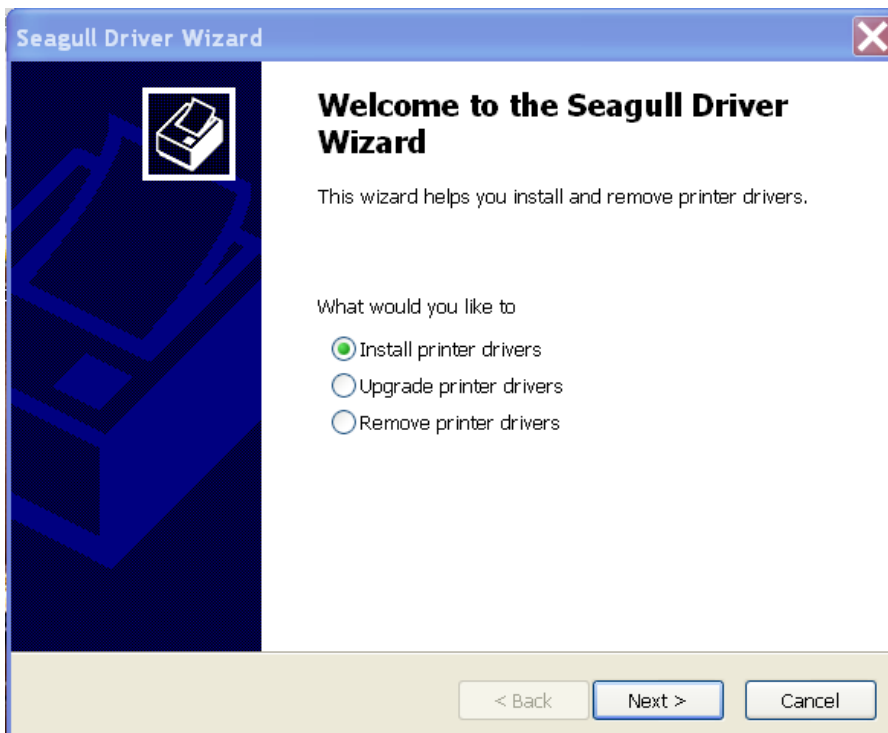 Seagull Driver Wizard
Welcome to the Seagull Driver
Wizard
This wizard helps you install and remove printer drivers.
What would you like to
Install printer drivers
Upgrade printer drivers
Remove printer drivers
< Back
Next >
Cancel